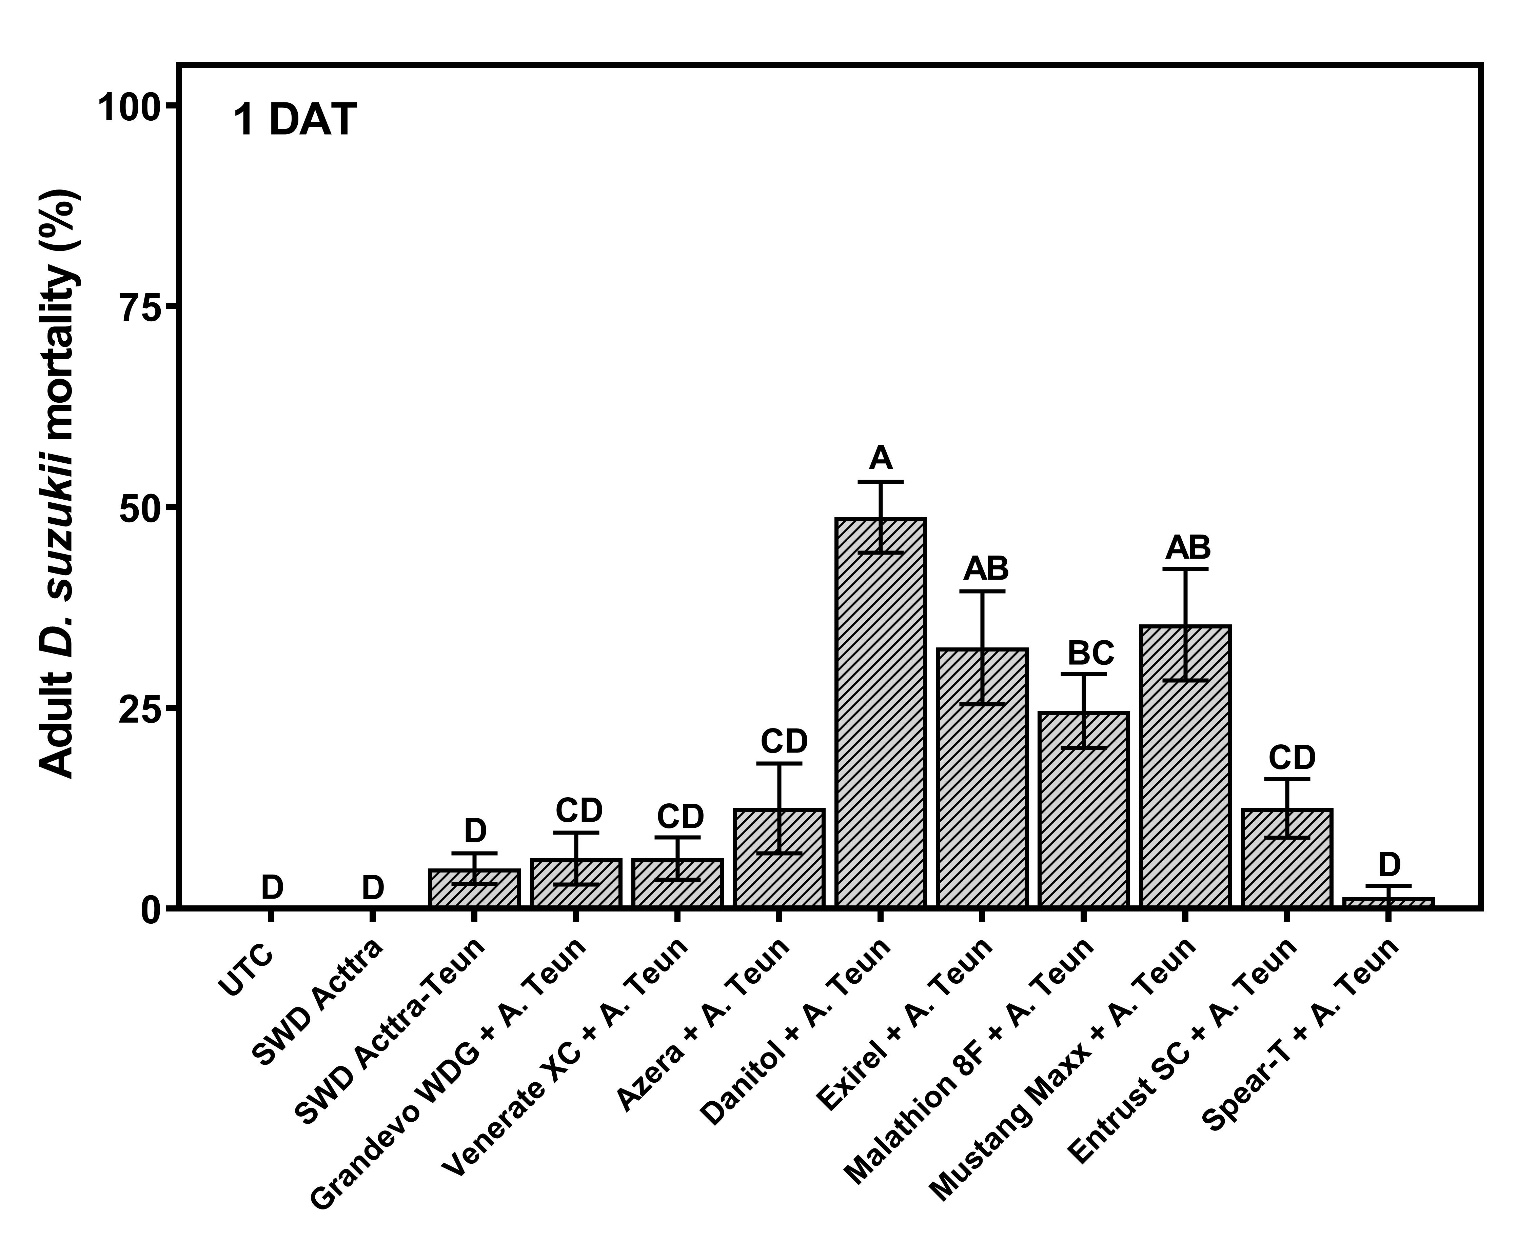 1 DAT
Adult D. suzukii mortality (%)
100
75
50
25
0
D
D
D
CD
CD
CD
A
AB
BC
AB
CD
D
UTC
SWD Acttra
SWD Acttra-Teun
Grandevo WDG + A. Teun
Venerate XC + A. Teun
Azera + A. Teun
Danitol + A. Teun
Exirel + A. Teun
Malathion 8F + A. Teun
Mustang Maxx + A. Teun
Entrust SC + A. Teun
Spear-T + A. Teun